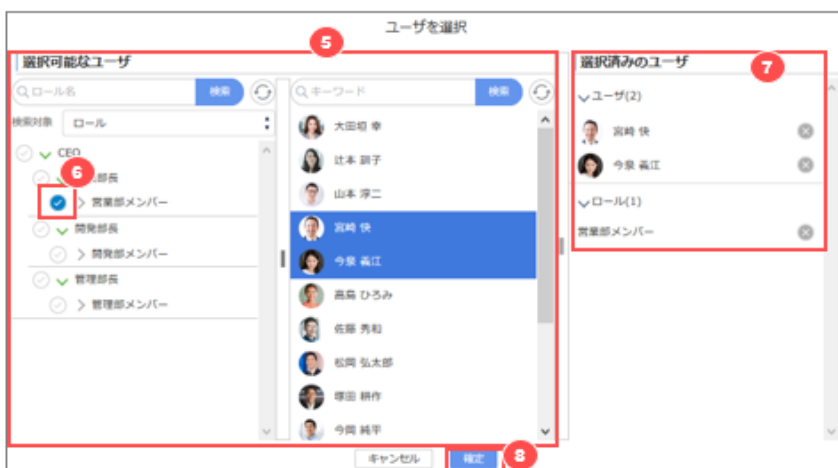 ユーザを選択
5
選択可能なユーザ
ロール名
検索
キーワード
検索
検索対象
ロール
CEO
6
部長
営業部メンバー
開発部長
開発部メンバー
管理部長
管理部メンバー
大田垣 幸
辻本 訓子
山本 淳二
宮崎 快
今泉 義江
高島 ひろみ
佐藤 秀和
松岡 弘太郎
塚田 耕作
今岡 純平
7
選択済みのユーザ
ユーザ(2)
宮崎 快
今泉 義江
ロール(1)
営業部メンバー
キャンセル
確定
8